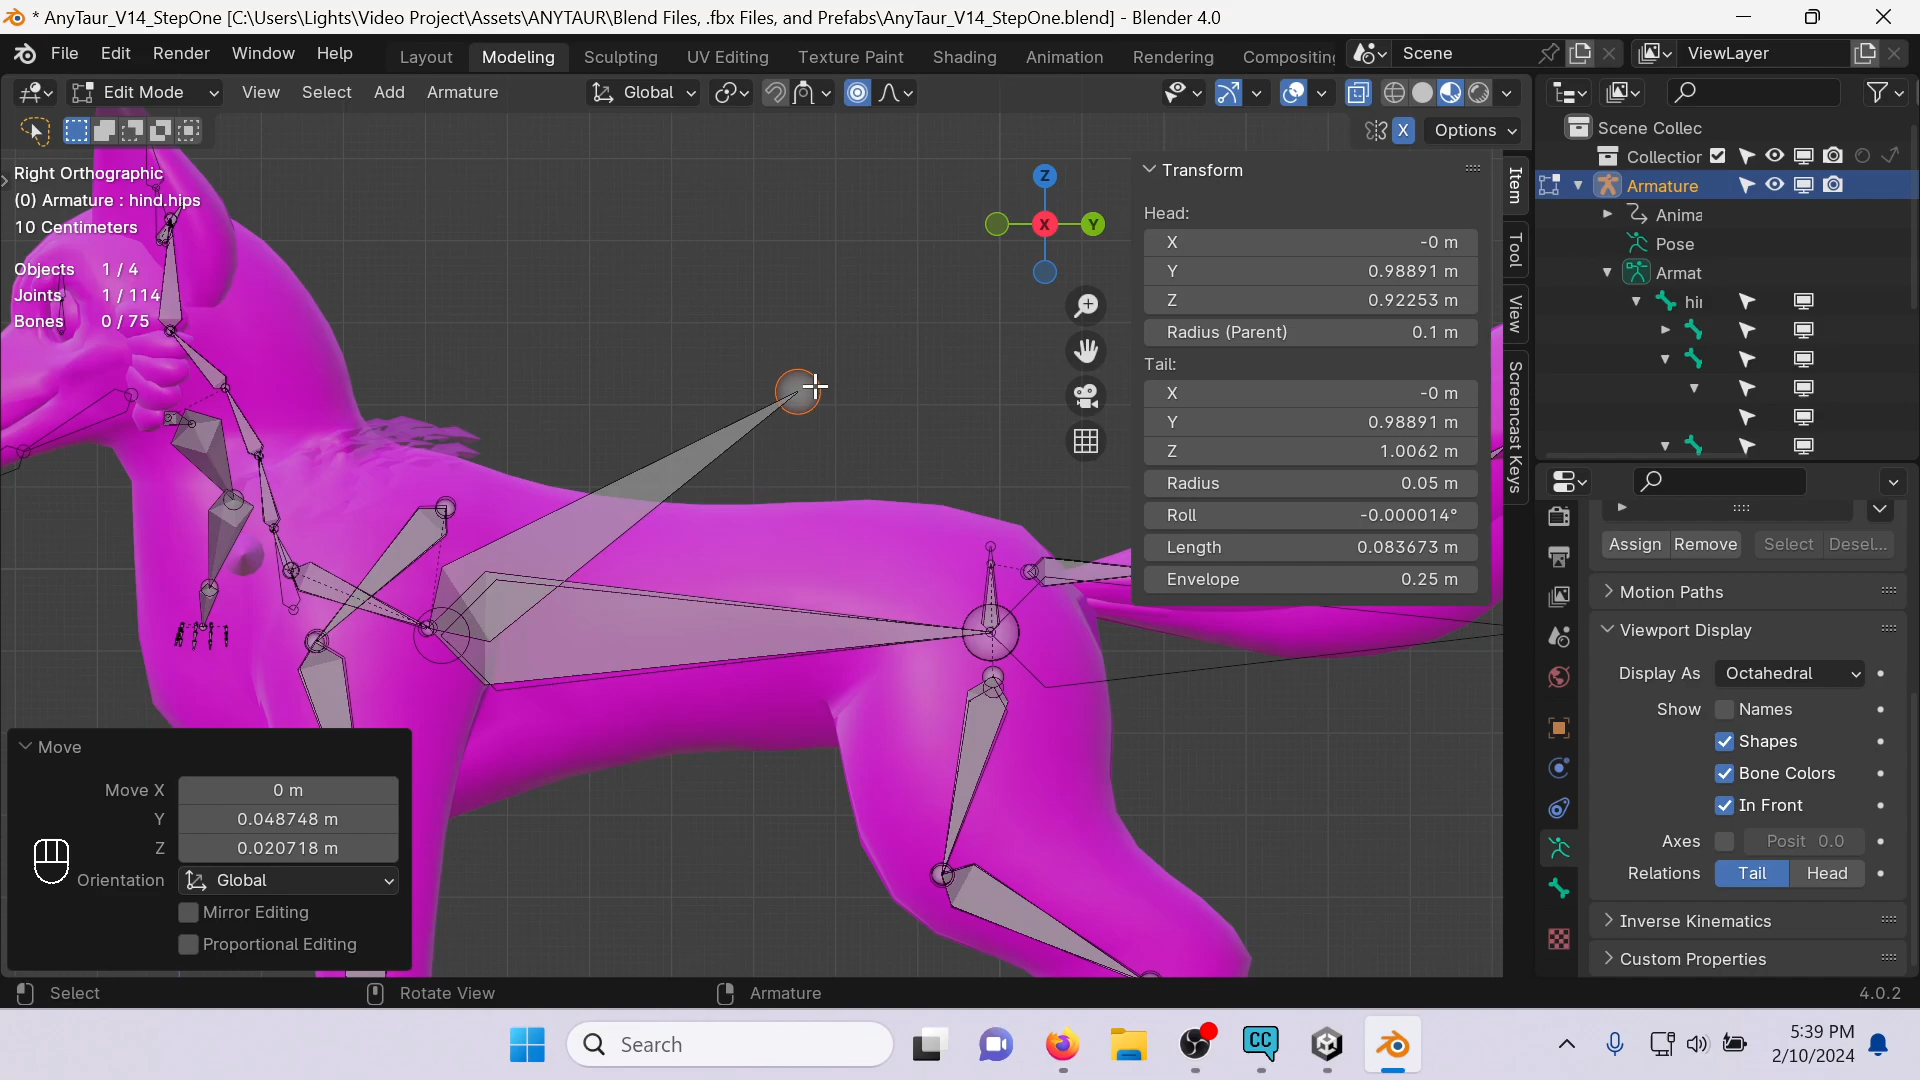 * AnyTaur_V14_StepOne [C:\Users\Lights\Video Project\Assets\ANYTAUR\Blend Files, .fbx Files, and Prefabs\AnyTaur_V14_StepOne.blend] - Blender 4.0
File Edit Render Window Help Layout Modeling Sculpting UV Editing Texture Paint Shading Animation Rendering Compositing Scene ViewLayer
Edit Mode View Select Add Armature Global
X Options
Right Orthographic
(0) Armature : hind.hips
10 Centimeters
Objects 1 / 4
Joints 1 / 114
Bones 0 / 75
Z
X Y
Transform
Head:
X -0 m
Y 0.98891 m
Z 0.92253 m
Radius (Parent) 0.1 m
Tail:
X -0 m
Y 0.98891 m
Z 1.0062 m
Radius 0.05 m
Roll -0.000014°
Length 0.083673 m
Envelope 0.25 m
Item
Tool
View
Screencast Keys
Scene Collec
Collection
Armature
Anima
Pose
Armat
hir
Assign Remove Select Desel...
Motion Paths
Viewport Display
Display As Octahedral
Show Names
Shapes
Bone Colors
In Front
Axes Posit 0.0
Relations Tail Head
Inverse Kinematics
Custom Properties
Move
Move X 0 m
Y 0.048748 m
Z 0.020718 m
Orientation Global
Mirror Editing
Proportional Editing
Select Rotate View Armature 4.0.2
Search
CC
5:39 PM
2/10/2024